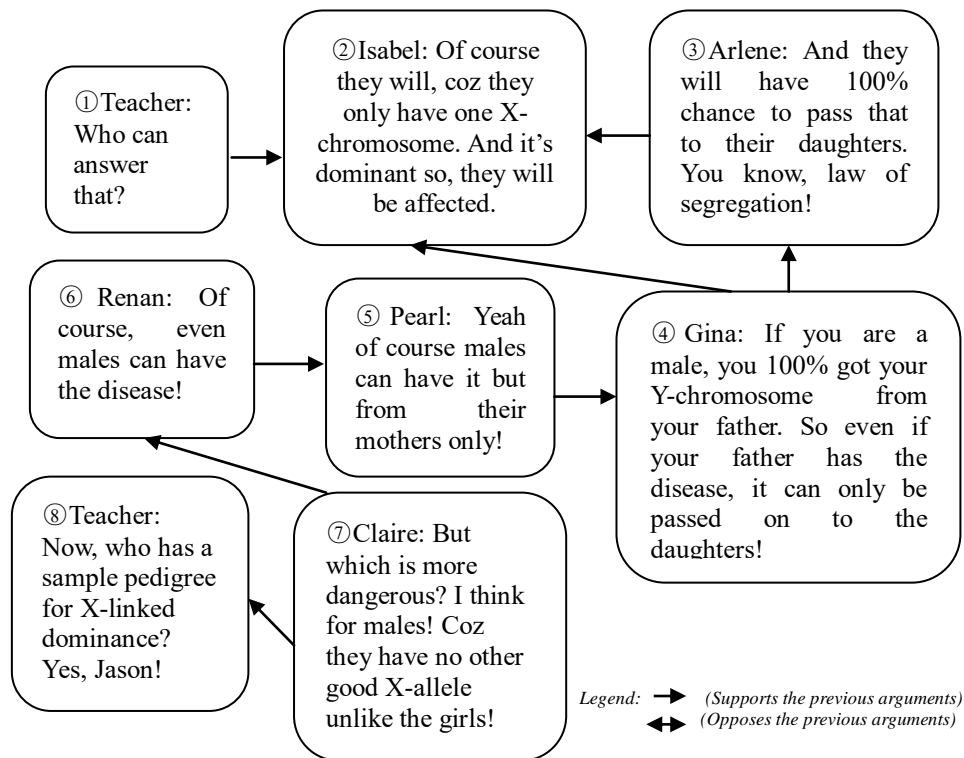 ①Teacher:
Who can
answer
that?
②Isabel: Of course
they will, coz they
only have one X-
chromosome. And it’s
dominant so, they will
be affected.
③Arlene: And they
will have 100%
chance to pass that
to their daughters.
You know, law of
segregation!
④ Gina: If you are a
male, you 100% got your
Y-chromosome from
your father. So even if
your father has the
disease, it can only be
passed on to the
daughters!
⑤ Pearl: Yeah
of course males
can have it but
from their
mothers only!
⑥ Renan: Of
course, even
males can have
the disease!
⑦Claire: But
which is more
dangerous? I think
for males! Coz
they have no other
good X-allele
unlike the girls!
⑧Teacher:
Now, who has a
sample pedigree
for X-linked
dominance?
Yes, Jason!
Legend: (Supports the previous arguments)
(Opposes the previous arguments)